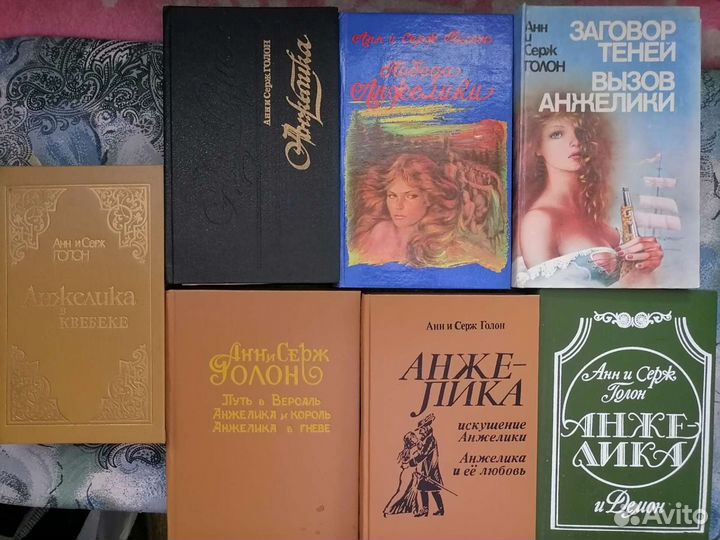 Анн и Серж ГОЛОН
Анжелика
Анн и Серж Голон
Победа
Анжелики
Анн
и
Серж
ГОЛОН
ЗАГОВОР
ТЕНЕЙ
ВЫЗОВ
АНЖЕЛИКИ
Анн и Серж
ГОЛОН
Анжелика
в
КВЕБЕКЕ
Анн и Серж
Голон
Путь в Версаль
Анжелика и король
Анжелика в гневе
Анн и Серж Голон
АНЖЕ-
ЛИКА
искушение
Анжелики
Анжелика
и её любовь
Анн и Серж
Голон
АНЖЕ-
ЛИКА
и Демон
Avito